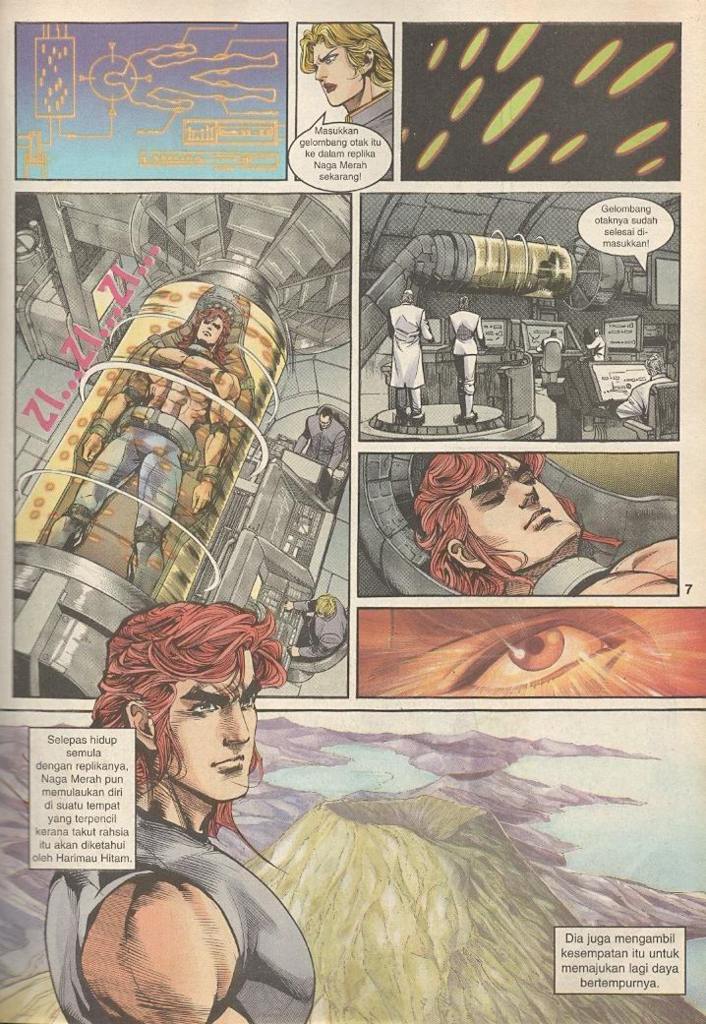 Masukkan
gelombang otak itu
ke dalam replika
Naga Merah
sekarang!
ZI...ZI...ZI...
Gelombang
otaknya sudah
selesai di-
masukkan!
7
Selepas hidup
semula
dengan replikanya,
Naga Merah pun
memulaukan diri
di suatu tempat
yang terpencil
kerana takut rahsia
itu akan diketahui
oleh Harimau Hitam.
Dia juga mengambil
kesempatan itu untuk
memajukan lagi daya
bertempurnya.